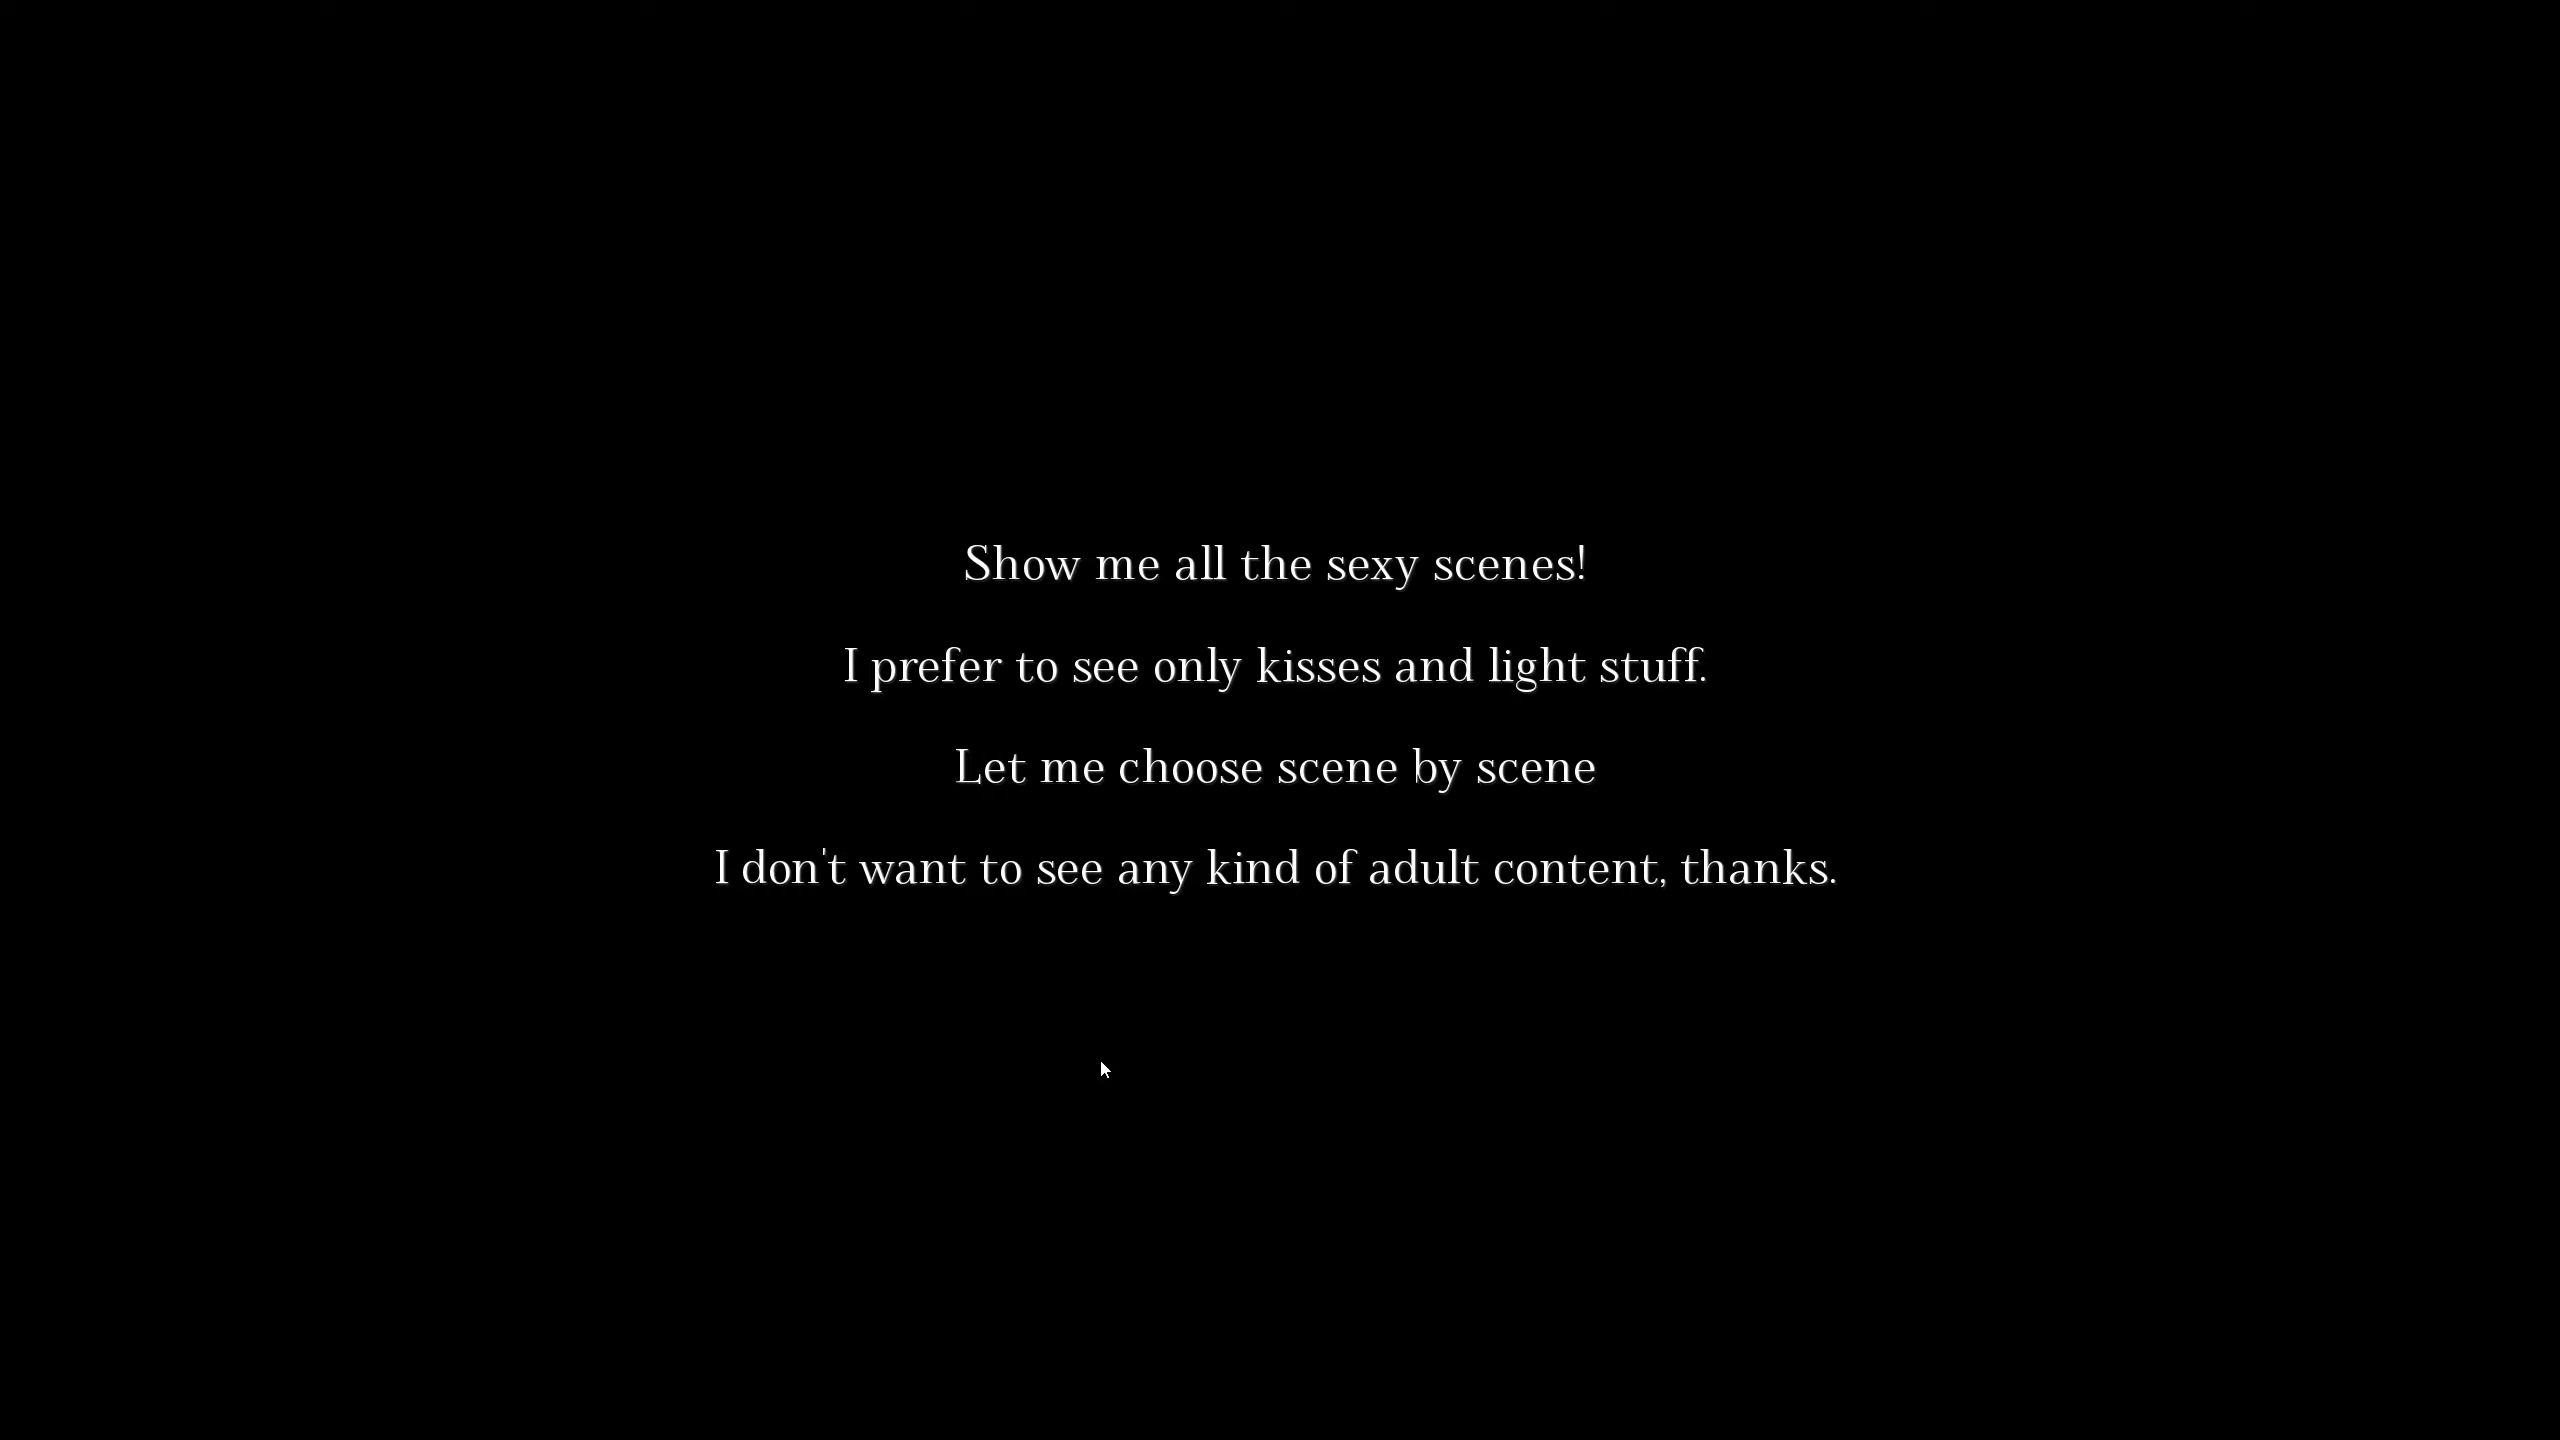 Show me all the sexy scenes!
I prefer to see only kisses and light stuff.
Let me choose scene by scene
I don't want to see any kind of adult content, thanks.